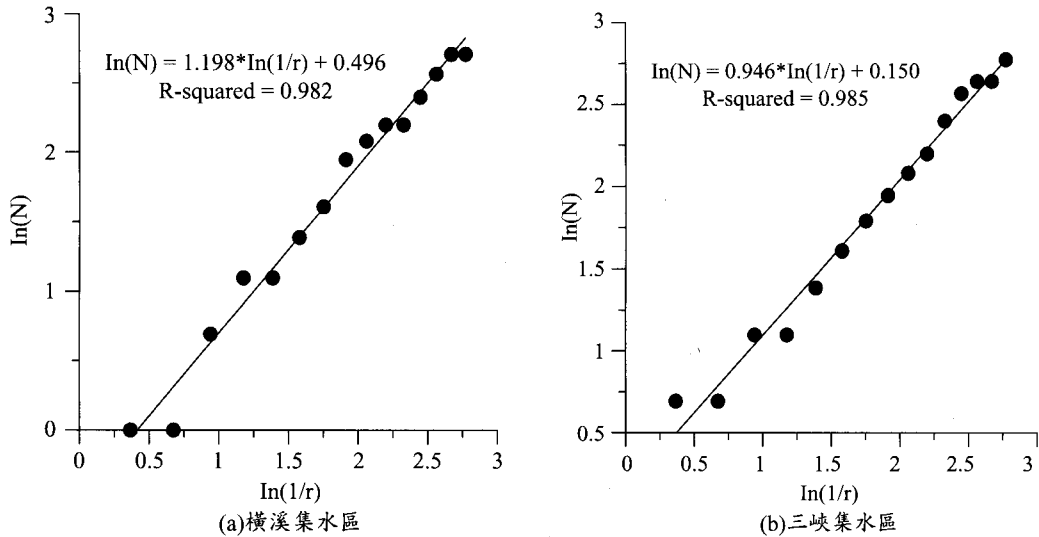 3
2
1
0
ln(N)
ln(N) = 1.198*ln(1/r) + 0.496
R-squared = 0.982
0 0.5 1 1.5 2 2.5 3
ln(1/r)
(a)橫溪集水區
3
2.5
2
1.5
1
0.5
ln(N)
ln(N) = 0.946*ln(1/r) + 0.150
R-squared = 0.985
0 0.5 1 1.5 2 2.5 3
ln(1/r)
(b)三峽集水區